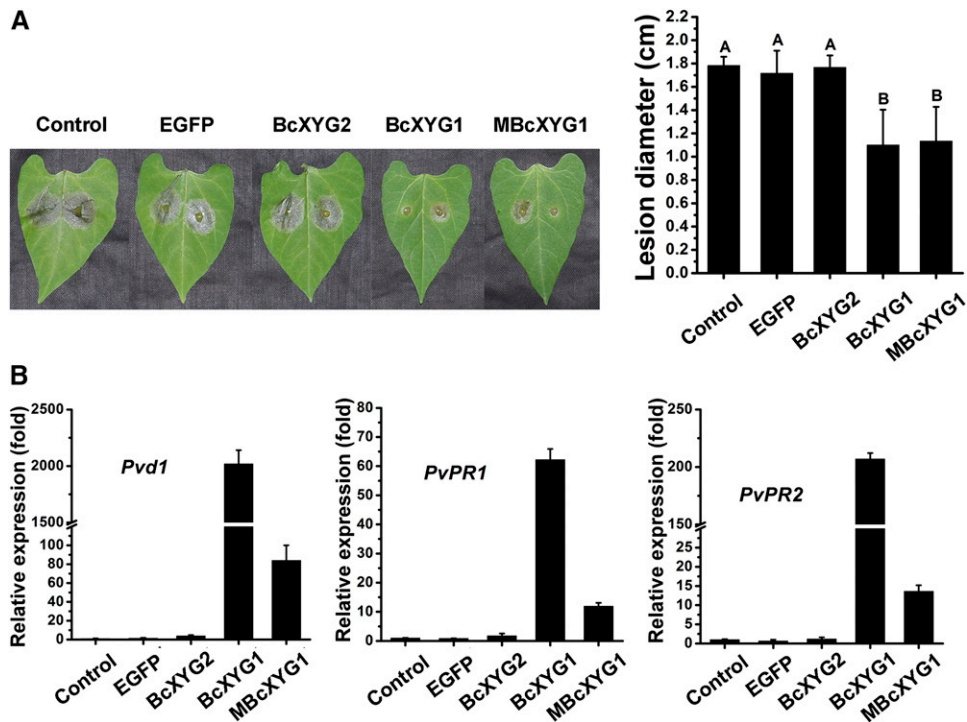 A
Control EGFP BcXYG2 BcXYG1 MBcXYG1
Lesion diameter (cm)
2.2
2.0
1.8
1.6
1.4
1.2
1.0
0.8
0.6
0.4
0.2
0.0
A A A B B
Control EGFP BcXYG2 BcXYG1 MBcXYG1
B
Relative expression (fold)
2500
2000
1500
100
80
60
40
20
0
Pvd1
Control EGFP BcXYG2 BcXYG1 MBcXYG1
Relative expression (fold)
80
70
60
50
40
30
20
10
0
PvPR1
Control EGFP BcXYG2 BcXYG1 MBcXYG1
Relative expression (fold)
250
200
150
25
20
15
10
5
0
PvPR2
Control EGFP BcXYG2 BcXYG1 MBcXYG1